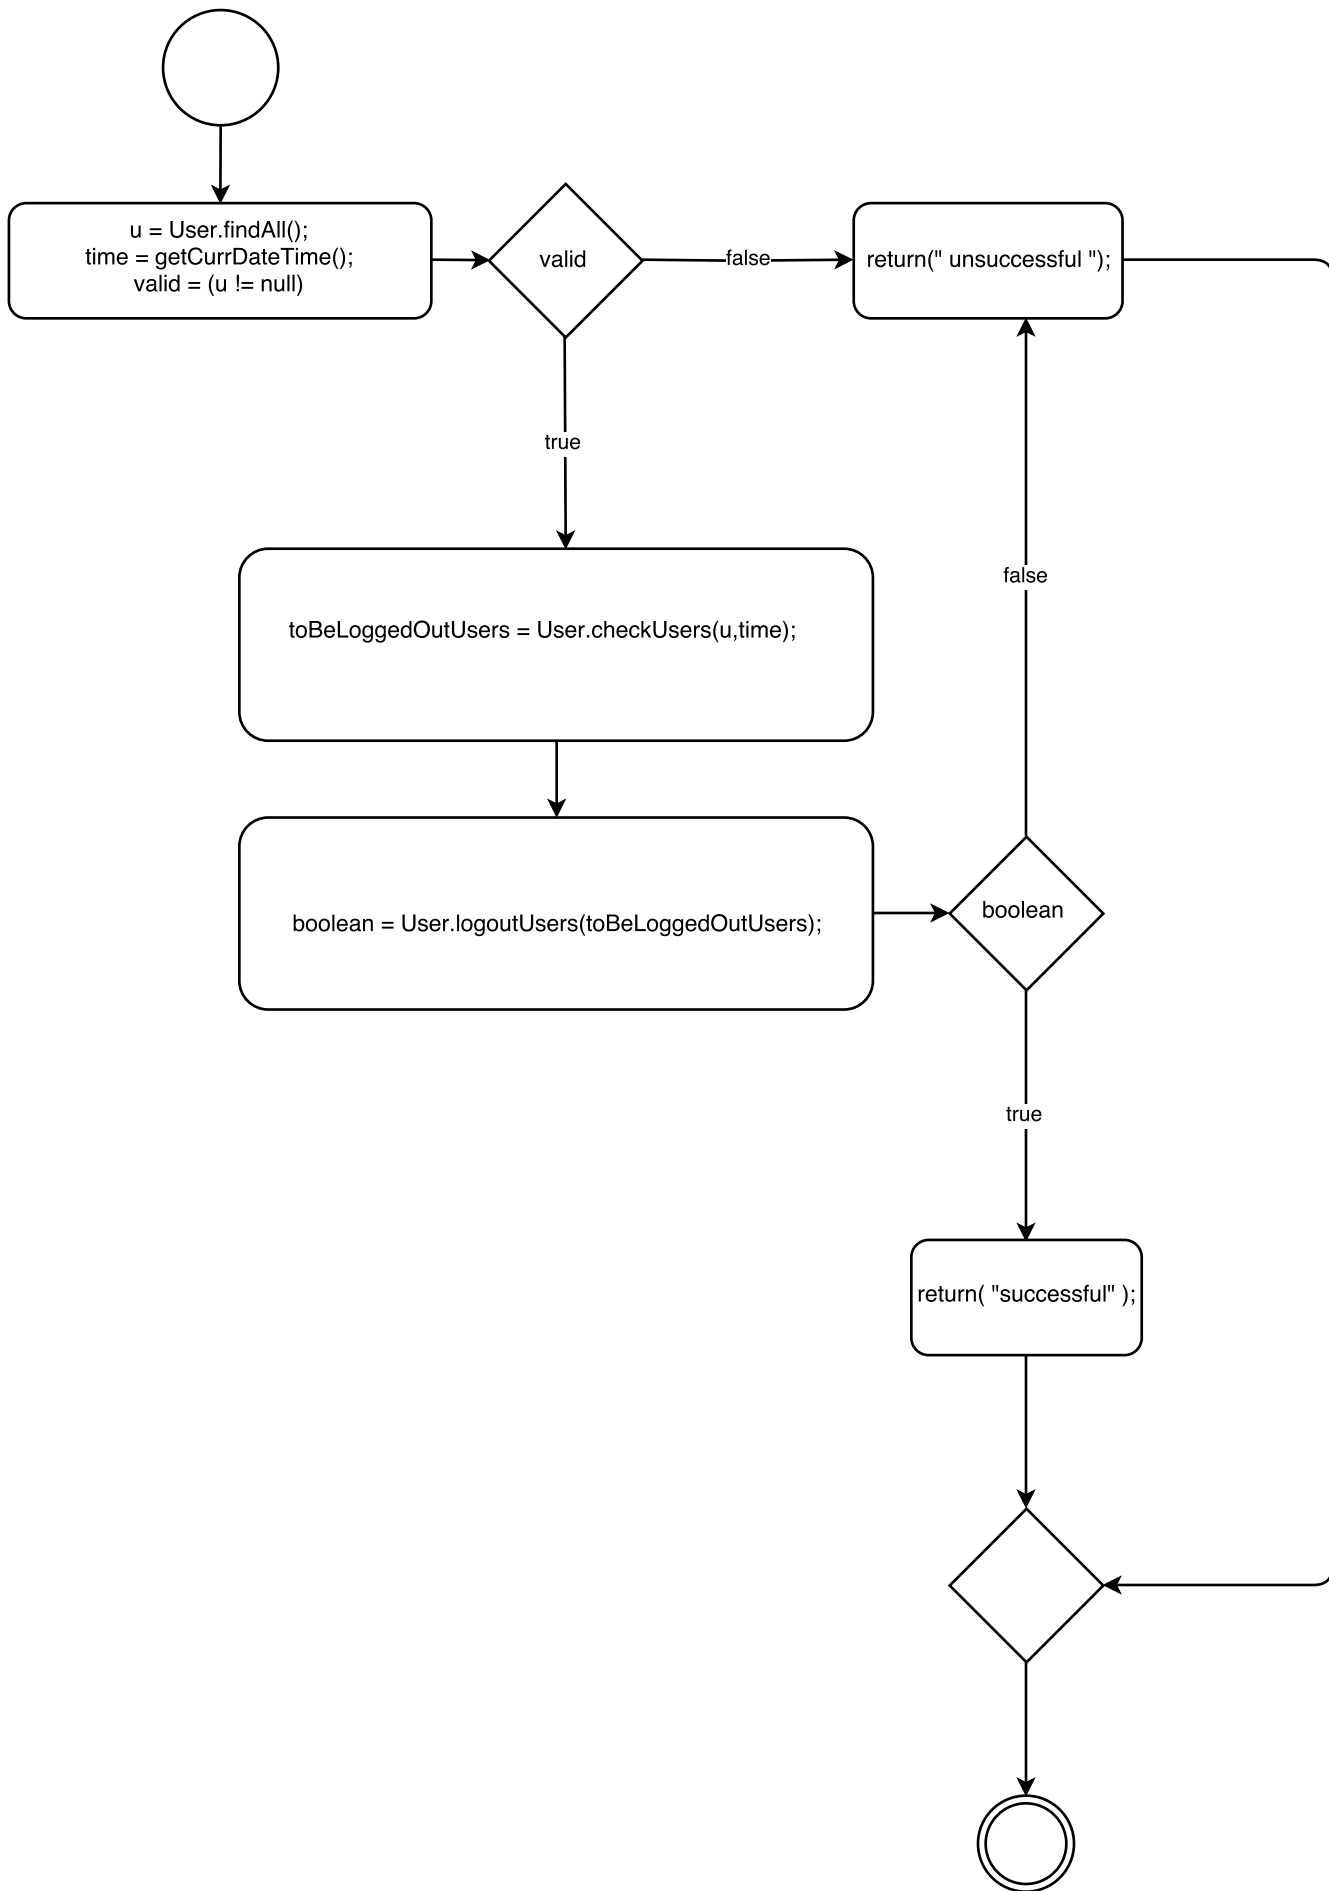 u = User.findAll();
time = getCurrDateTime();
valid = (u != null)
valid
false
return(" unsuccessful ");
true
toBeLoggedOutUsers = User.checkUsers(u,time);
false
boolean = User.logoutUsers(toBeLoggedOutUsers);
boolean
true
return( "successful" );